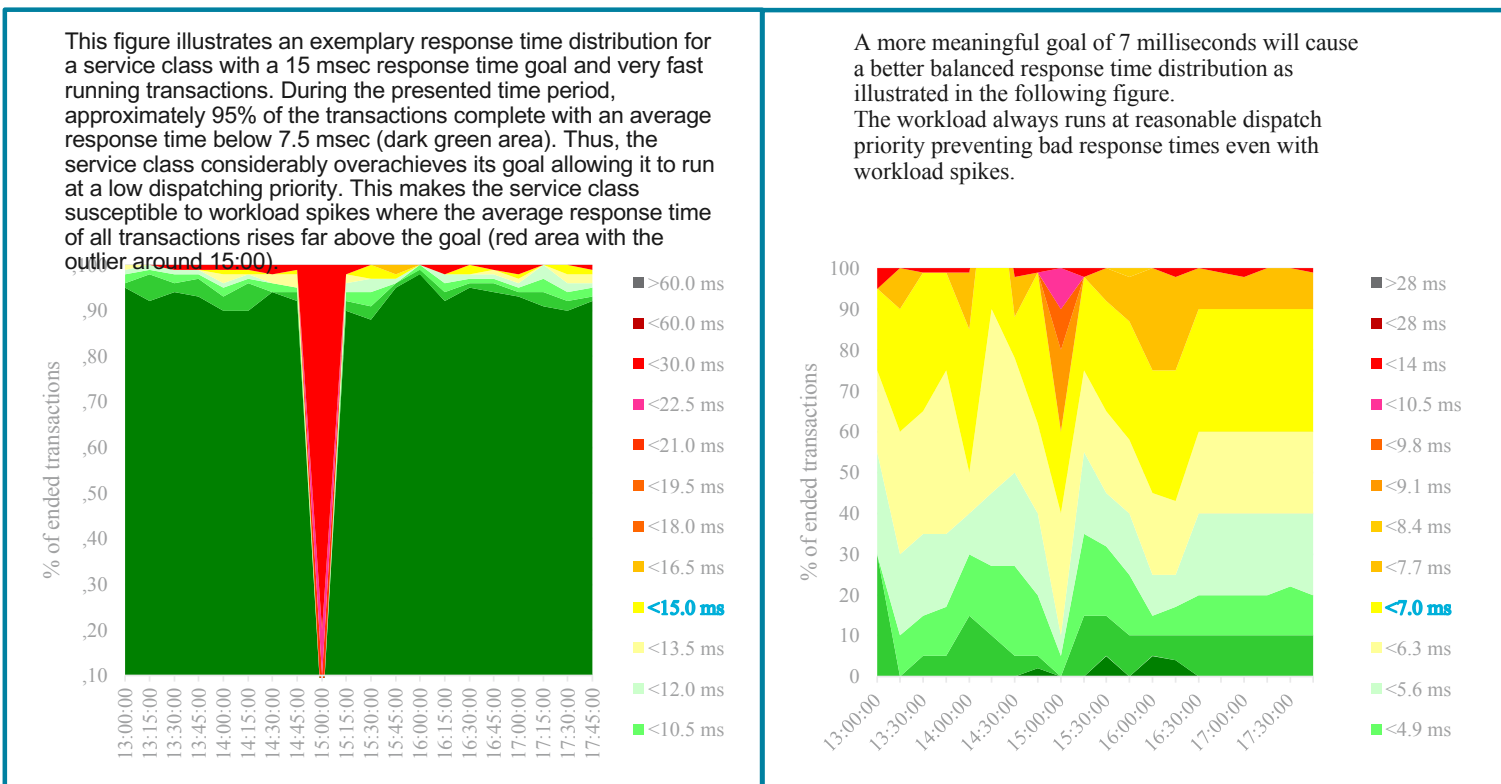 This figure illustrates an exemplary response time distribution for
a service class with a 15 msec response time goal and very fast
running transactions. During the presented time period,
approximately 95% of the transactions complete with an average
response time below 7.5 msec (dark green area). Thus, the
service class considerably overachieves its goal allowing it to run
at a low dispatching priority. This makes the service class
susceptible to workload spikes where the average response time
of all transactions rises far above the goal (red area with the
outlier around 15:00).
% of ended transactions
,100
,90
,80
,70
,60
,50
,40
,30
,20
,10
13:00:00
13:15:00
13:30:00
13:45:00
14:00:00
14:15:00
14:30:00
14:45:00
15:00:00
15:15:00
15:30:00
15:45:00
16:00:00
16:15:00
16:30:00
16:45:00
17:00:00
17:15:00
17:30:00
17:45:00
>60.0 ms
<60.0 ms
<30.0 ms
<22.5 ms
<21.0 ms
<19.5 ms
<18.0 ms
<16.5 ms
<15.0 ms
<13.5 ms
<12.0 ms
<10.5 ms
A more meaningful goal of 7 milliseconds will cause
a better balanced response time distribution as
illustrated in the following figure.
The workload always runs at reasonable dispatch
priority preventing bad response times even with
workload spikes.
% of ended transactions
100
90
80
70
60
50
40
30
20
10
0
13:00:00
13:30:00
14:00:00
14:30:00
15:00:00
15:30:00
16:00:00
16:30:00
17:00:00
17:30:00
>28 ms
<28 ms
<14 ms
<10.5 ms
<9.8 ms
<9.1 ms
<8.4 ms
<7.7 ms
<7.0 ms
<6.3 ms
<5.6 ms
<4.9 ms